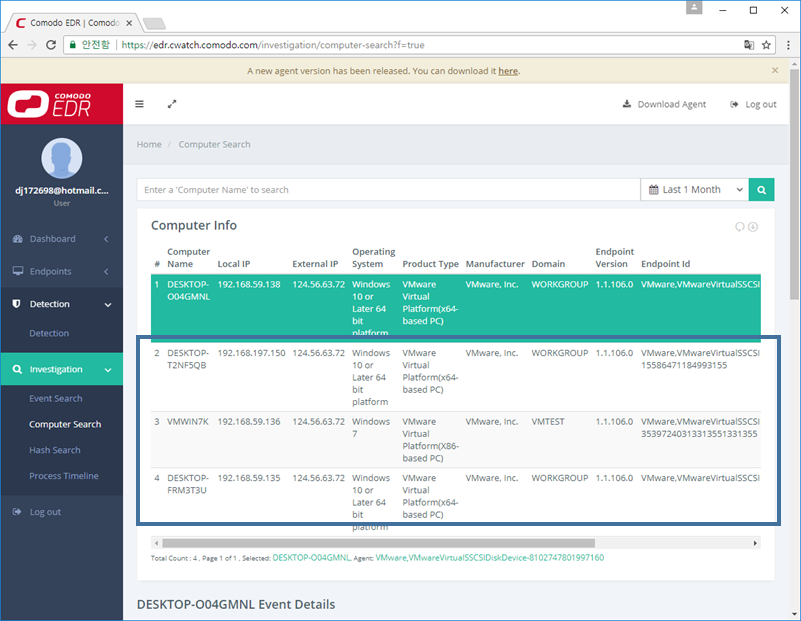 Comodo EDR | Comodo
안전함 https://edr.cwatch.comodo.com/investigation/computer-search?f=true
A new agent version has been released. You can download it here.
COMODO
EDR
Download Agent
Log out
Home / Computer Search
dj172698@hotmail.c...
User
Enter a 'Computer Name' to search
Last 1 Month
Dashboard
Endpoints
Detection
Detection
Investigation
Event Search
Computer Search
Hash Search
Process Timeline
Log out
Computer Info
# Computer Name Local IP External IP Operating System Product Type Manufacturer Domain Endpoint Version Endpoint Id
1 DESKTOP- 192.168.59.138 124.56.63.72 Windows VMware VMware, Inc. WORKGROUP 1.1.106.0 VMware,VMwareVirtualSSCSI
O04GMNL 10 or Virtual
Later 64 Platform(x64-
bit based PC)
platform
2 DESKTOP- 192.168.197.150 124.56.63.72 Windows VMware VMware, Inc. WORKGROUP 1.1.106.0 VMware,VMwareVirtualSSCSI
T2NF5QB 10 or Virtual 15586471184993155
Later 64 Platform(x64-
bit based PC)
platform
3 VMWIN7K 192.168.59.136 124.56.63.72 Windows VMware VMware, Inc. VMTEST 1.1.106.0 VMware,VMwareVirtualSSCSI
7 Virtual 35397240313313551331355
Platform(X86-
based PC)
4 DESKTOP- 192.168.59.135 124.56.63.72 Windows VMware VMware, Inc. WORKGROUP 1.1.106.0 VMware,VMwareVirtualSSCSI
FRM3T3U 10 or Virtual
Later 64 Platform(x64-
bit based PC)
platform
Total Count : 4 , Page 1 of 1 , Selected: DESKTOP-O04GMNL, Agent: VMware,VMwareVirtualSSCSIDiskDevice-8102747801997160
DESKTOP-O04GMNL Event Details